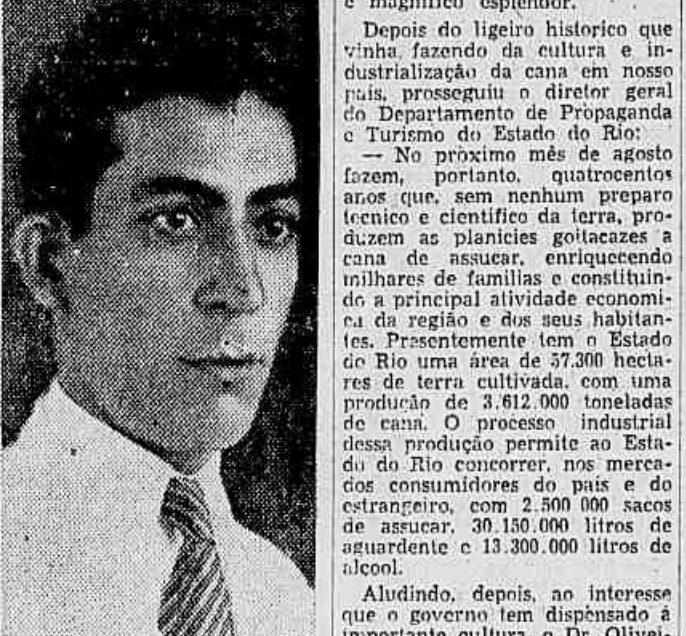 e magnifico esplendor.
Depois do ligeiro historico que
vinha fazendo da cultura e in-
dustrialização da cana em nosso
país, prosseguiu o diretor geral
do Departamento de Propaganda
e Turismo do Estado do Rio:
— No próximo mês de agosto
fazem, portanto, quatrocentos
anos que, sem nenhum preparo
tecnico e cientifico da terra, pro-
duzem as planicies goitacazes a
cana de assucar, enriquecendo
milhares de familias e constituin-
do a principal atividade economi-
ca da região e dos seus habitan-
tes. Presentemente tem o Estado
do Rio uma área de 57.300 hecta-
res de terra cultivada, com uma
produção de 3.612.000 toneladas
de cana. O processo industrial
dessa produção permite ao Esta-
do do Rio concorrer, nos merca-
dos consumidores do país e do
estrangeiro, com 2.500.000 sacos
de assucar, 30.150.000 litros de
aguardente e 13.300.000 litros de
alcool.
Aludindo, depois, ao interesse
que o governo tem dispensado á
importante cultura, o Dr. Olivei-